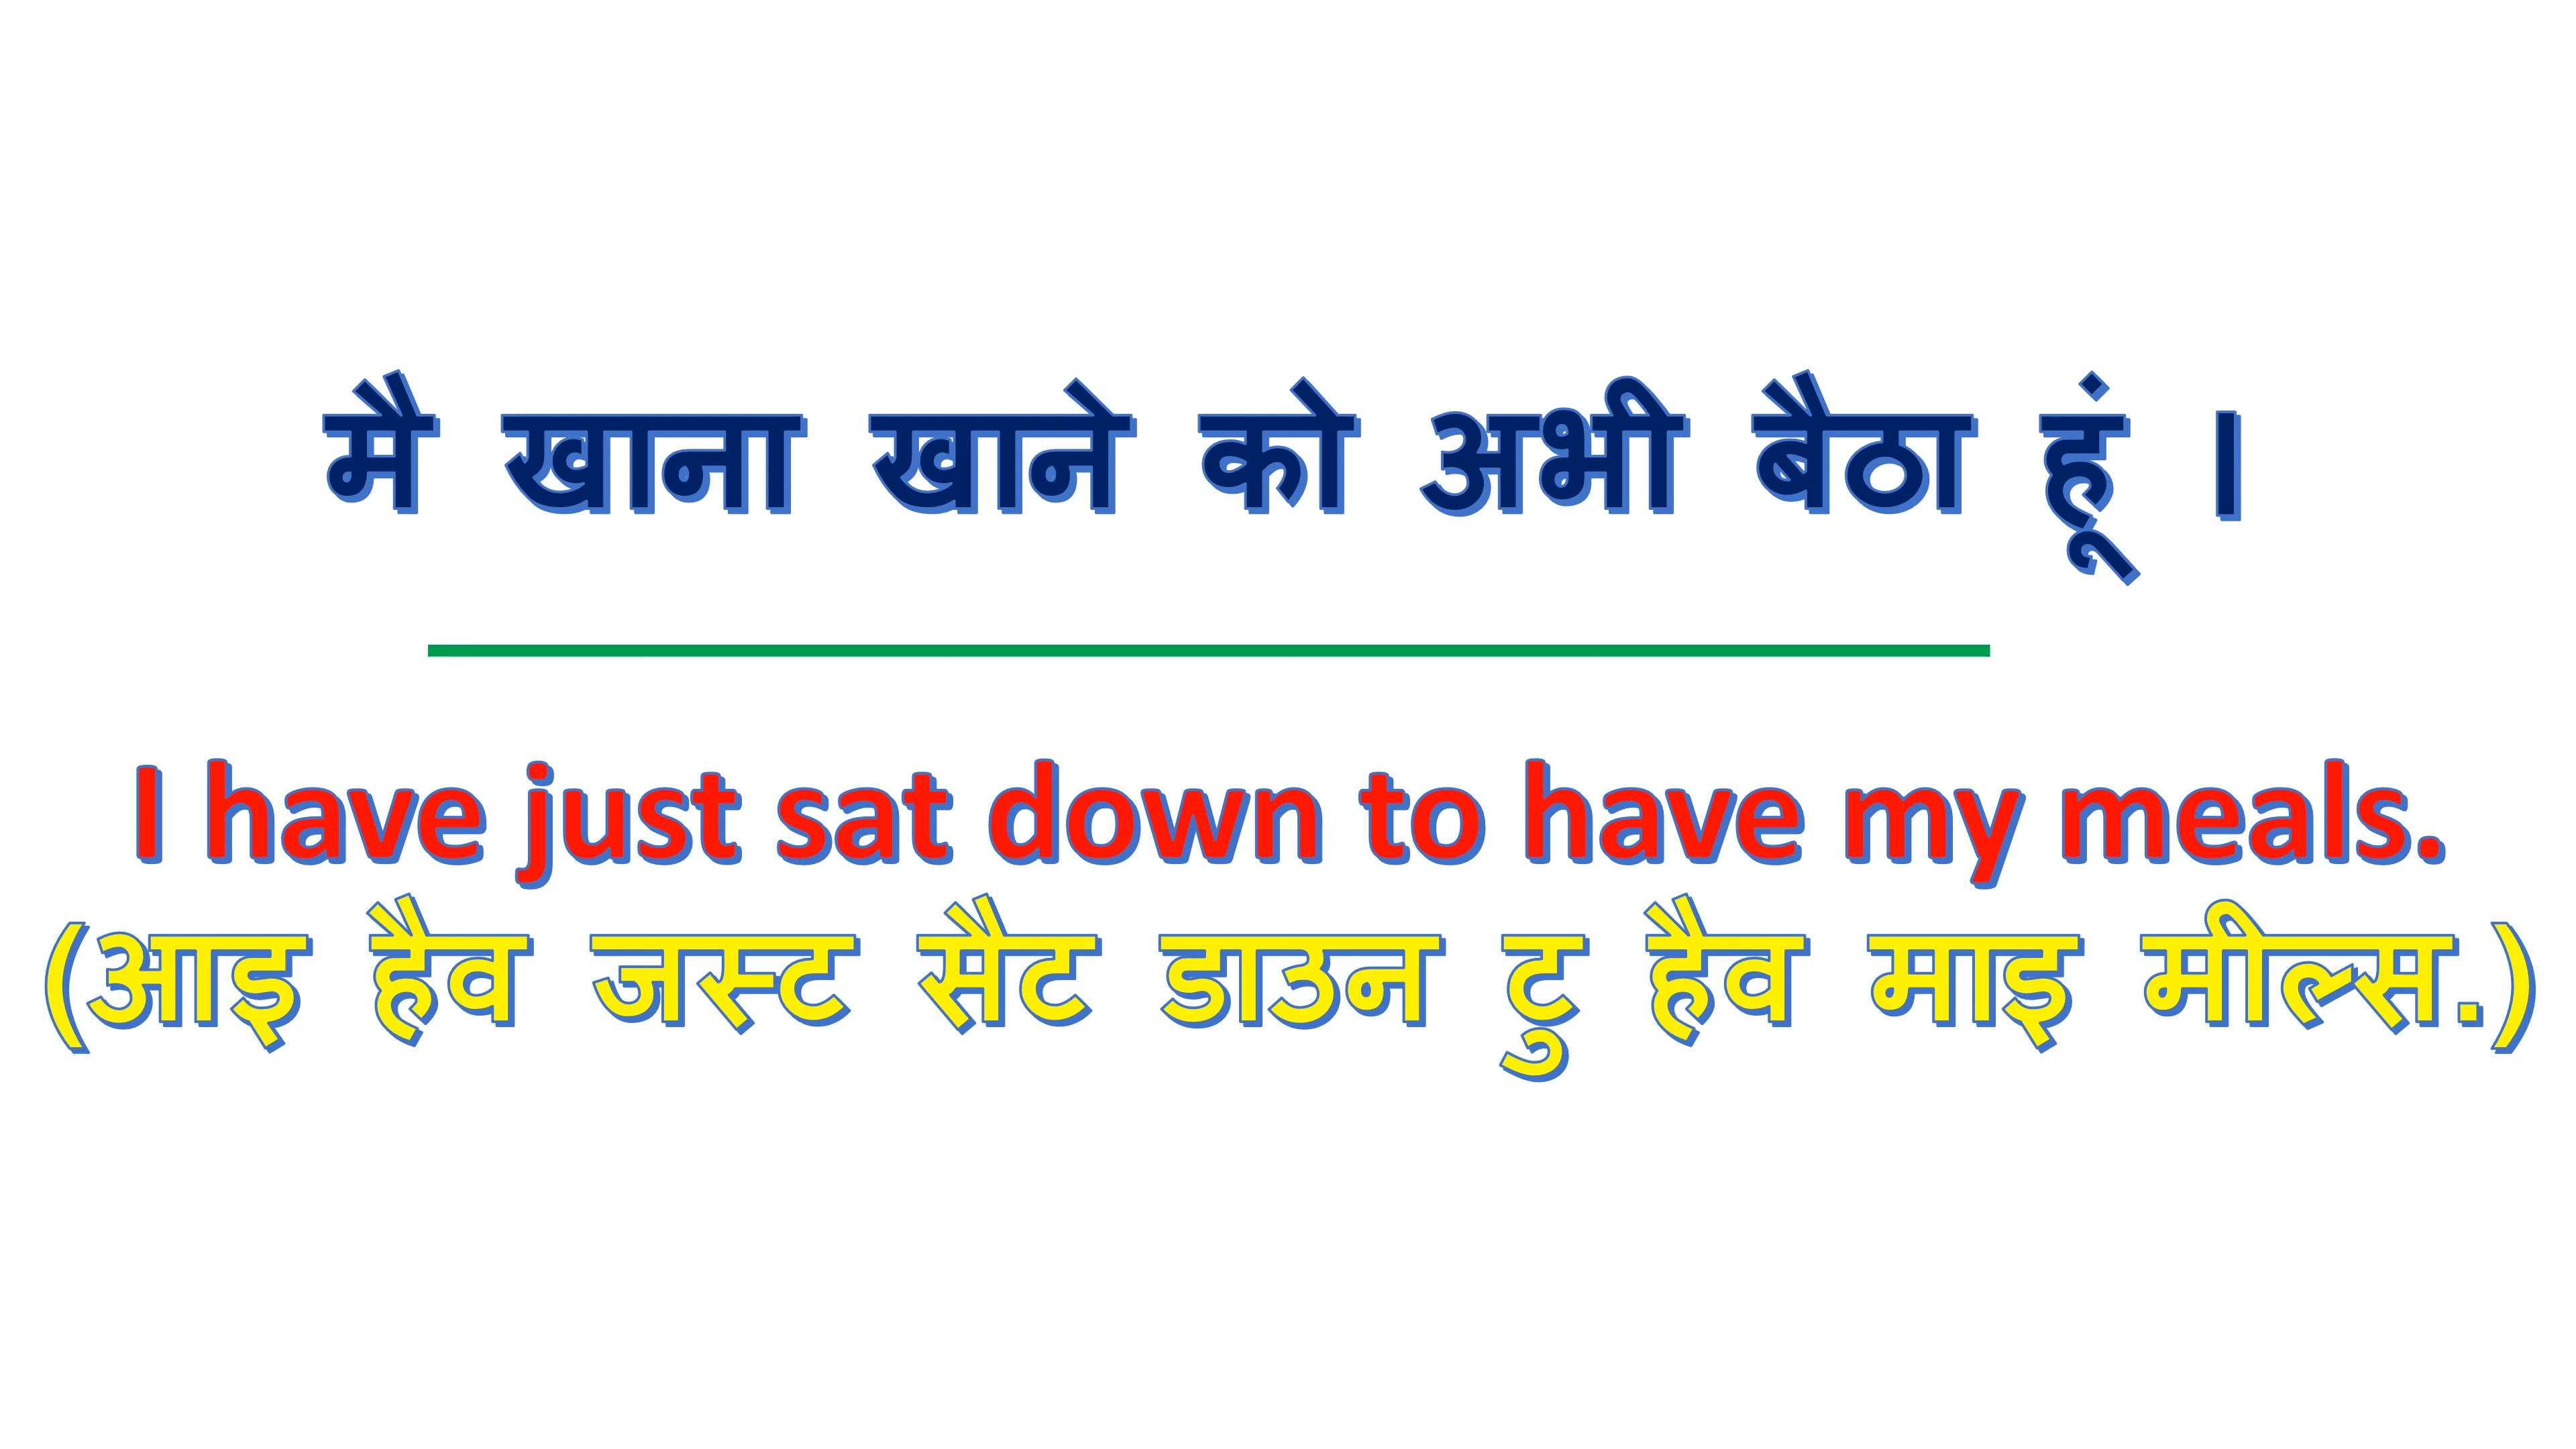 मै खाना खाने को अभी बैठा हूं ।
I have just sat down to have my meals.
(आइ हैव जस्ट सैट डाउन टु हैव माइ मील्स.)